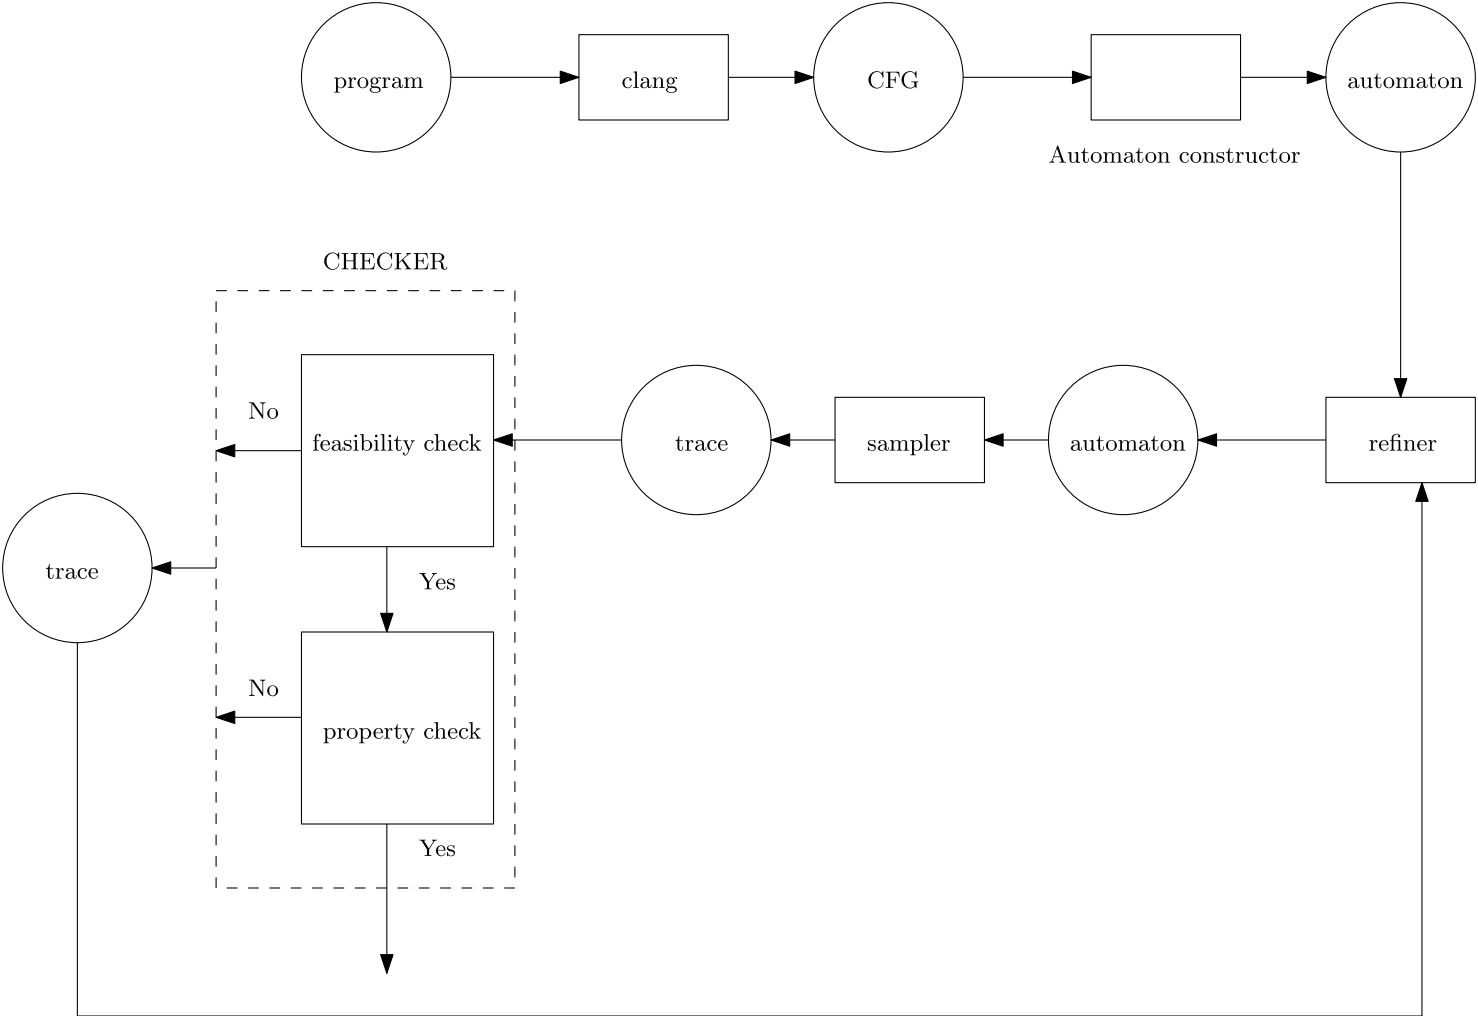 program
clang
CFG
automaton
Automaton constructor
CHECKER
No
feasibility check
trace
sampler
automaton
refiner
trace
Yes
No
property check
Yes